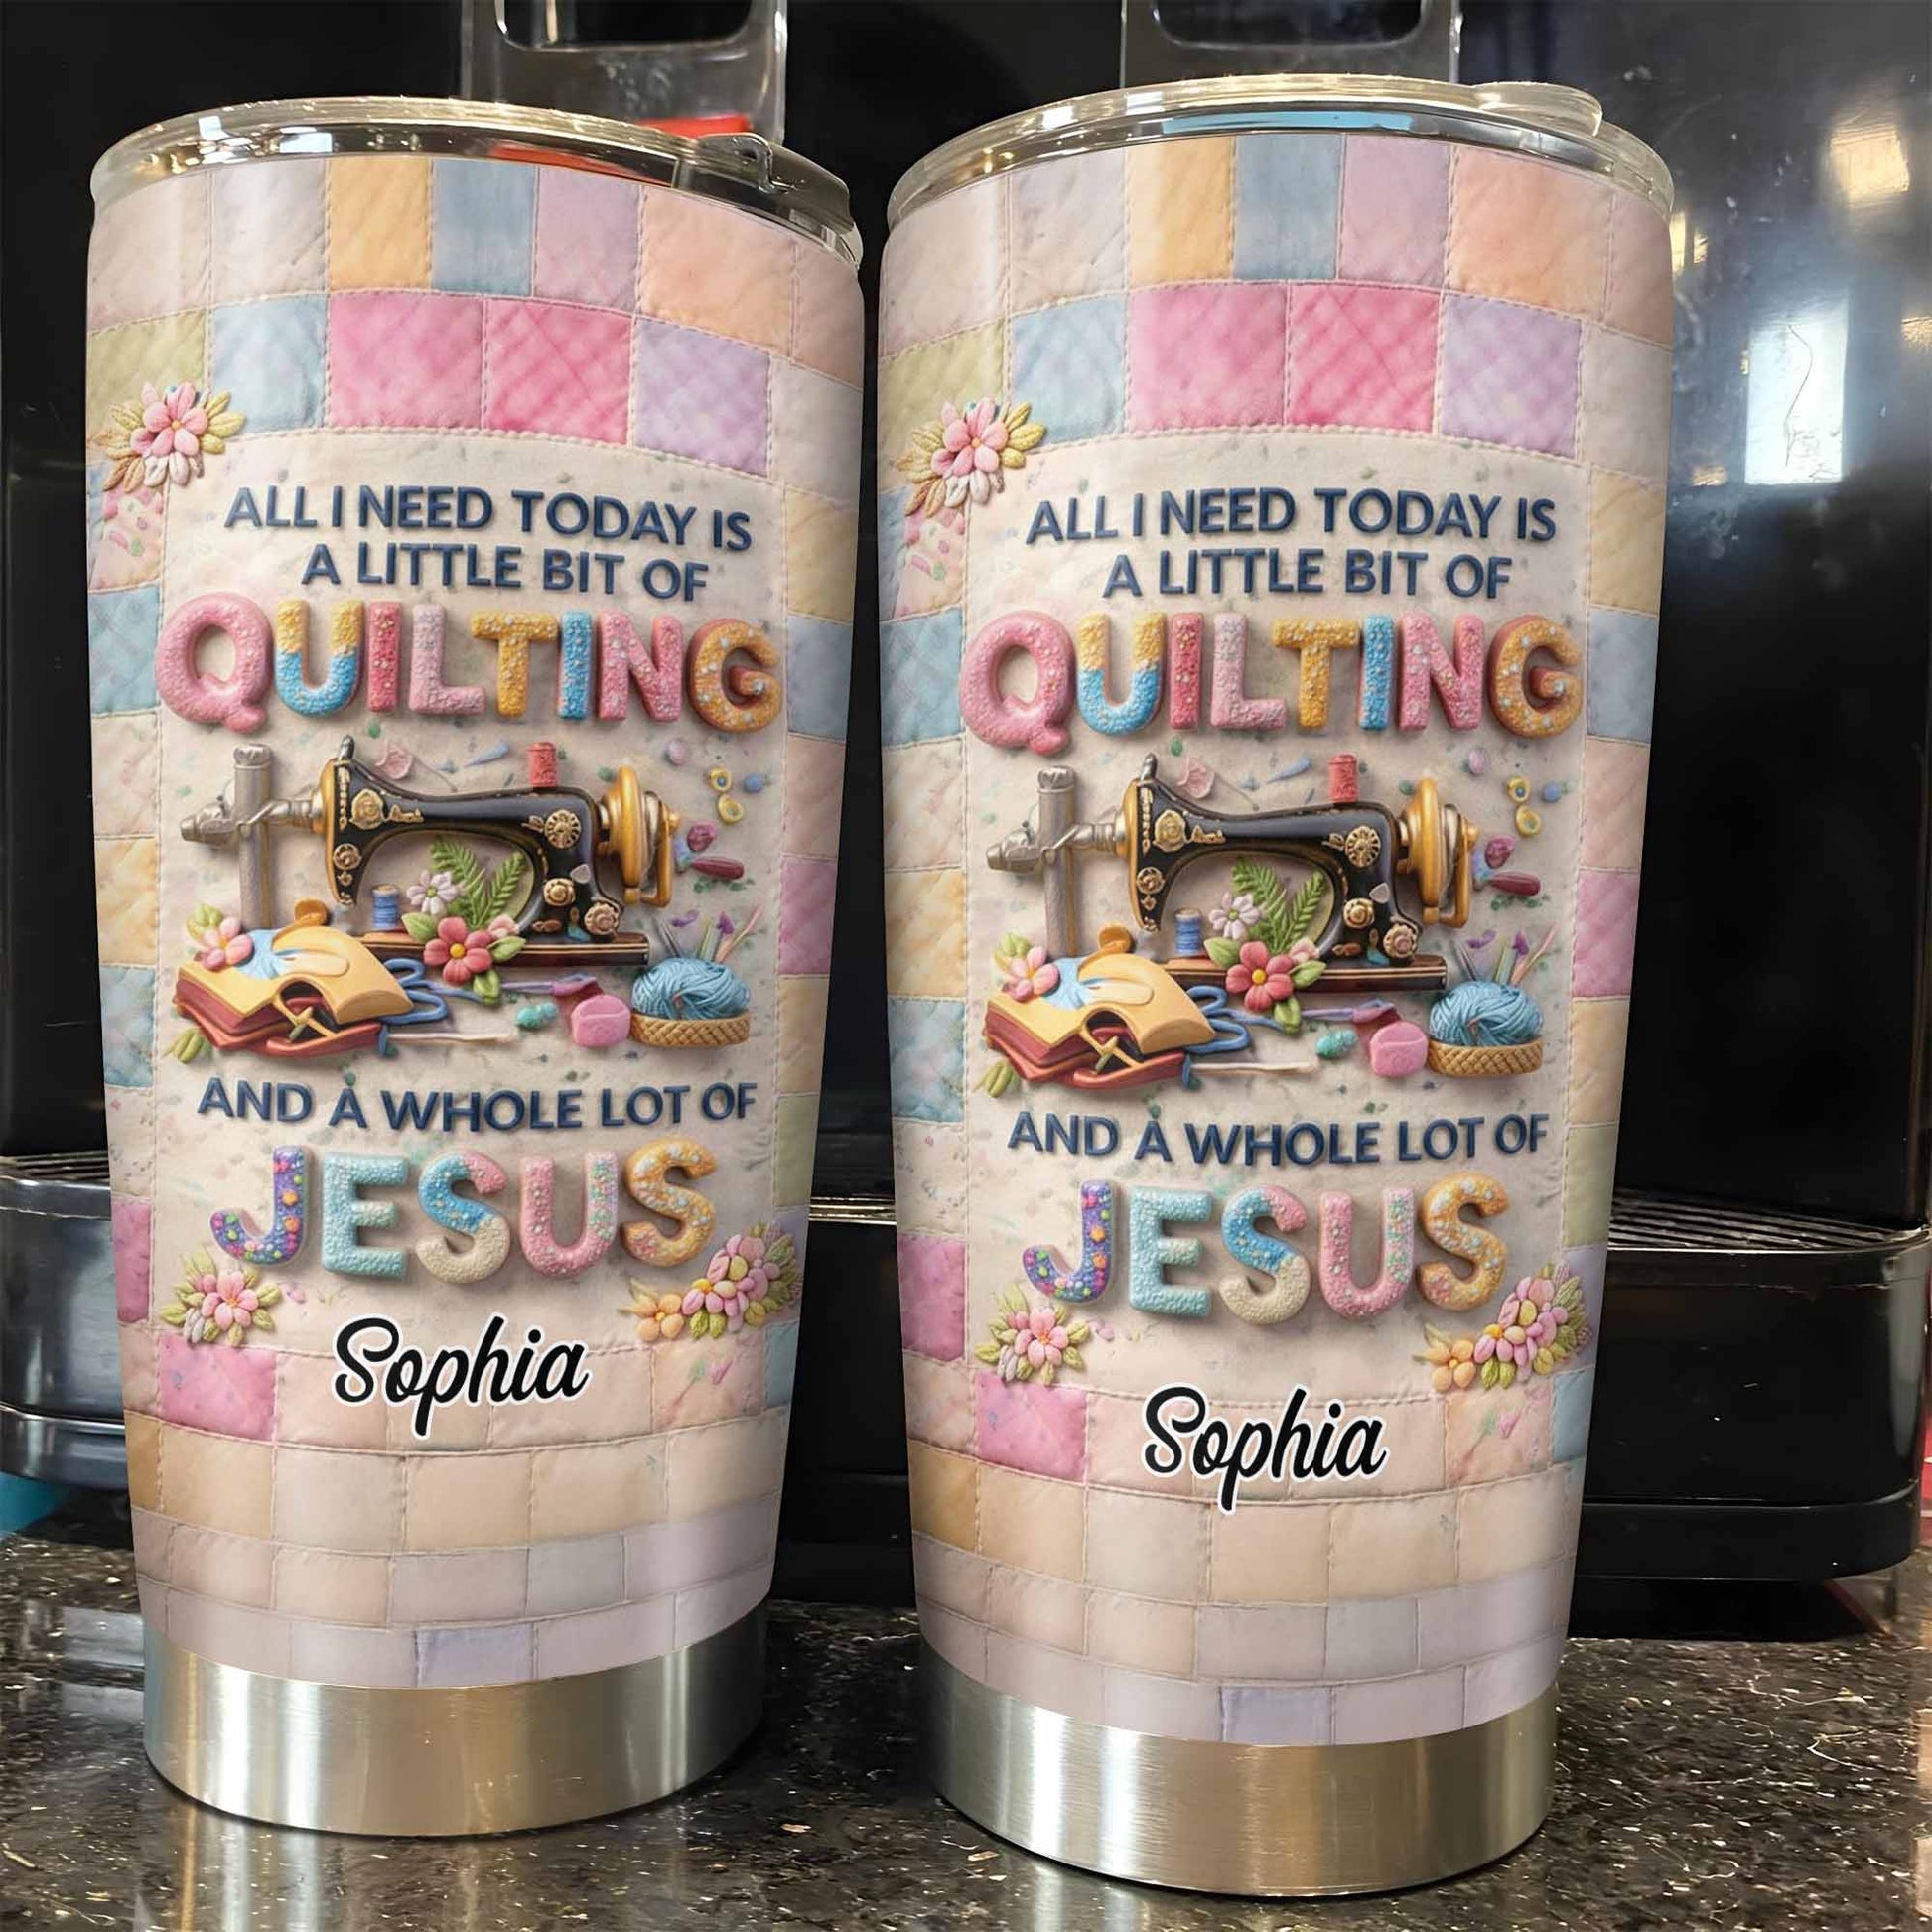 ALL I NEED TODAY IS
A LITTLE BIT OF
QUILTING
AND A WHOLE LOT OF
JESUS
Sophia
ALL I NEED TODAY IS
A LITTLE BIT OF
QUILTING
AND A WHOLE LOT OF
JESUS
Sophia